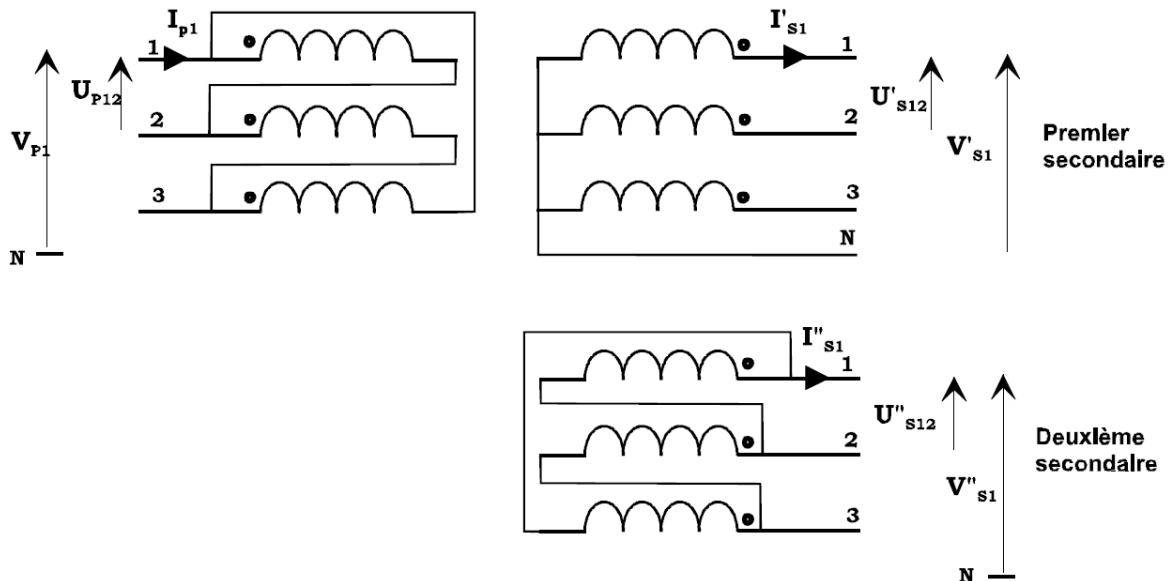 I_p1
1
U_P12
2
V_P1
3
N
I'_S1
1
U'_S12
2
V'_S1
3
N
Premler
secondaire
I"_S1
1
U"_S12
2
V"_S1
3
N
Deuxlème
secondalre